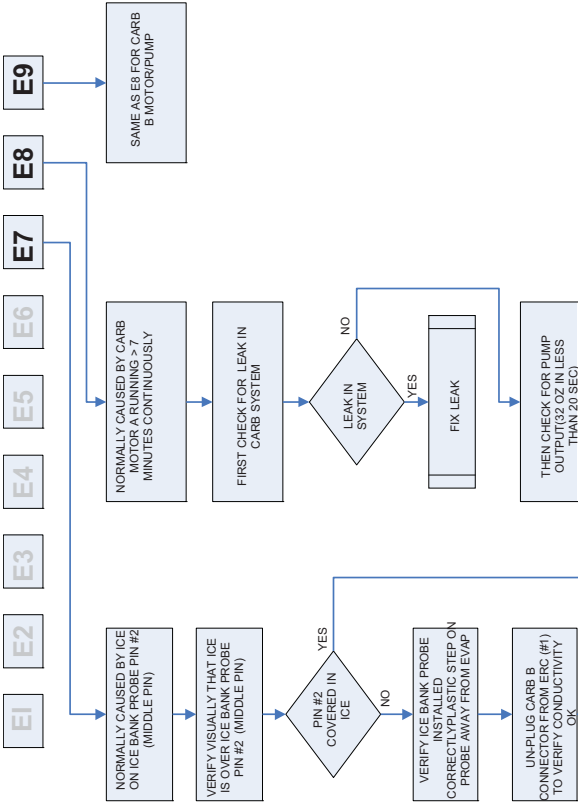 E1
E2
E3
E4
E5
E6
E7
E8
E9
NORMALLY CAUSED BY ICE
ON ICE BANK PROBE PIN #2
(MIDDLE PIN)
VERIFY VISUALLY THAT ICE
IS OVER ICE BANK PROBE
PIN #2 (MIDDLE PIN)
PIN #2
COVERED IN
ICE
YES
NO
VERIFY ICE BANK PROBE
INSTALLED
CORRECTLYPLASTIC STEP ON
PROBE AWAY FROM EVAP
UN-PLUG CARB B
CONNECTOR FROM ERC (#1)
TO VERIFY CONDUCTIVITY
OK
NORMALLY CAUSED BY CARB
MOTOR A RUNNING > 7
MINUTES CONTINUOUSLY
FIRST CHECK FOR LEAK IN
CARB SYSTEM
LEAK IN
SYSTEM
NO
YES
FIX LEAK
THEN CHECK FOR PUMP
OUTPUT(32 OZ IN LESS
THAN 20 SEC)
SAME AS E8 FOR CARB
B MOTOR/PUMP